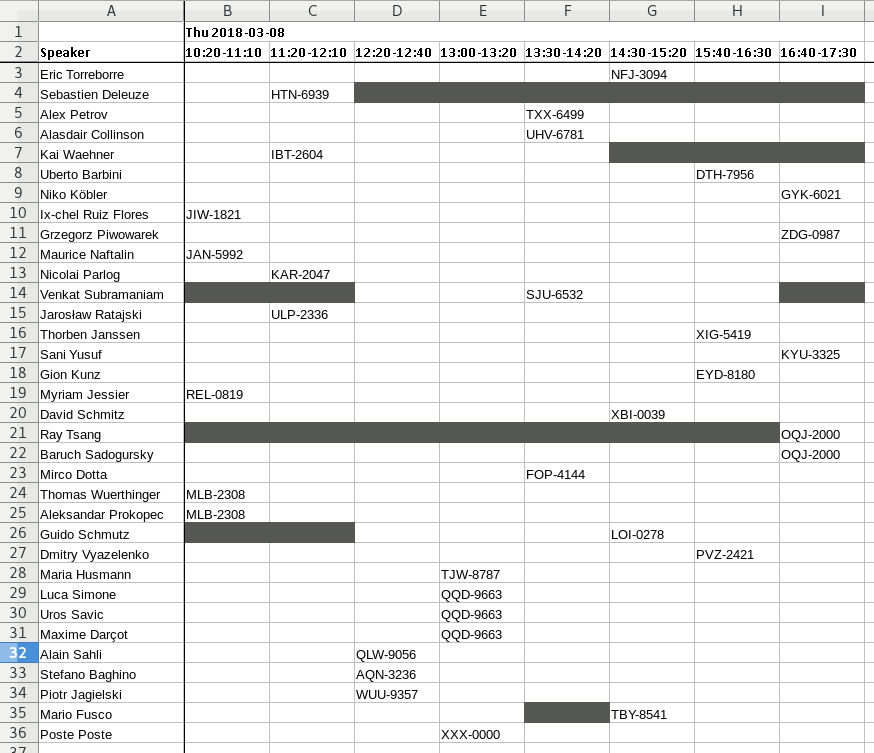 A B C D E F G H I
1 Thu 2018-03-08
2 Speaker 10:20-11:10 11:20-12:10 12:20-12:40 13:00-13:20 13:30-14:20 14:30-15:20 15:40-16:30 16:40-17:30
3 Eric Torreborre NFJ-3094
4 Sebastien Deleuze HTN-6939
5 Alex Petrov TXX-6499
6 Alasdair Collinson UHV-6781
7 Kai Waehner IBT-2604
8 Uberto Barbini DTH-7956
9 Niko Köbler GYK-6021
10 Ix-chel Ruiz Flores JIW-1821
11 Grzegorz Piwowarek ZDG-0987
12 Maurice Naftalin JAN-5992
13 Nicolai Parlog KAR-2047
14 Venkat Subramaniam SJU-6532
15 Jarosław Ratajski ULP-2336
16 Thorben Janssen XIG-5419
17 Sani Yusuf KYU-3325
18 Gion Kunz EYD-8180
19 Myriam Jessier REL-0819
20 David Schmitz XBI-0039
21 Ray Tsang OQJ-2000
22 Baruch Sadogursky OQJ-2000
23 Mirco Dotta FOP-4144
24 Thomas Wuerthinger MLB-2308
25 Aleksandar Prokopec MLB-2308
26 Guido Schmutz LOI-0278
27 Dmitry Vyazelenko PVZ-2421
28 Maria Husmann TJW-8787
29 Luca Simone QQD-9663
30 Uros Savic QQD-9663
31 Maxime Darçot QQD-9663
32 Alain Sahli QLW-9056
33 Stefano Baghino AQN-3236
34 Piotr Jagielski WUU-9357
35 Mario Fusco TBY-8541
36 Poste Poste XXX-0000
37